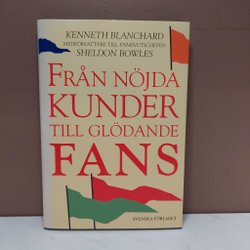 KENNETH BLANCHARD
MEDFÖRFATTARE TILL ENMINUTSCHEFEN
SHELDON BOWLES
FRÅN NÖJDA
KUNDER
TILL GLÖDANDE
FANS
SVENSKA FÖRLAGET